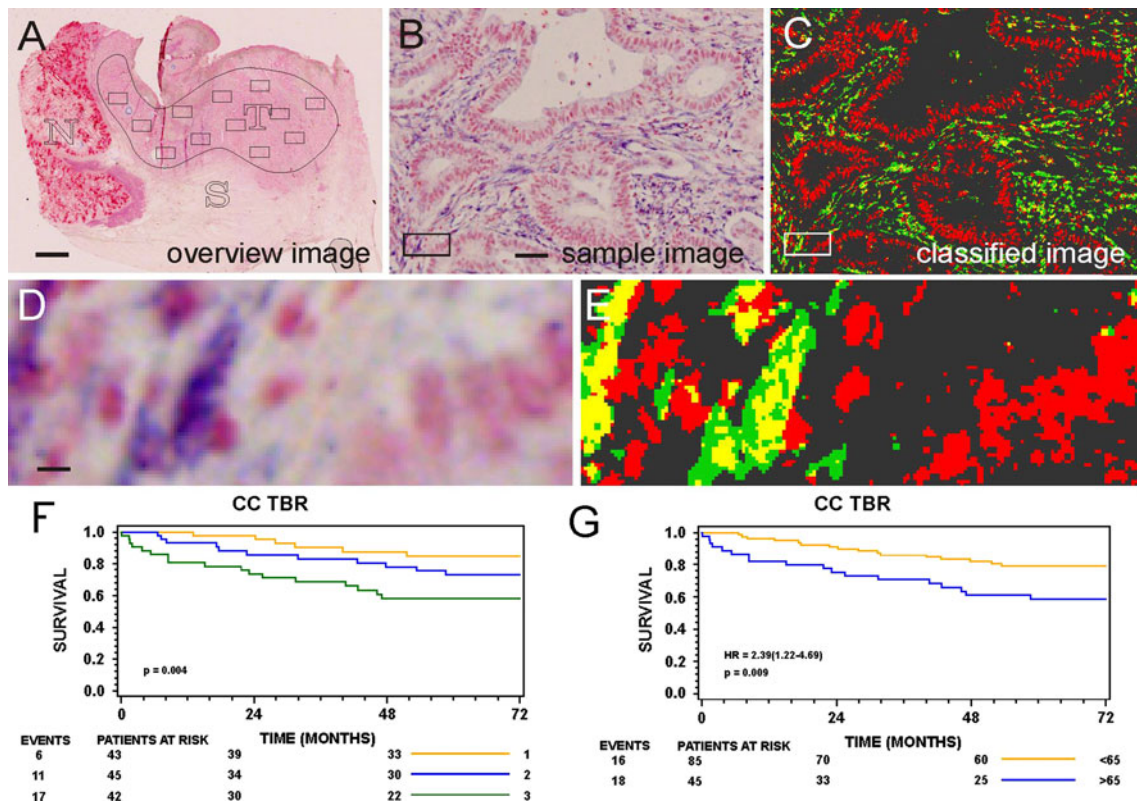 A
N
T
S
overview image
B
sample image
C
classified image
D
E
F
CC TBR
SURVIVAL
1.0
0.8
0.6
0.4
0.2
0.0
p = 0.004
0 24 48 72
EVENTS PATIENTS AT RISK TIME (MONTHS)
6 43 39 33 1
11 45 34 30 2
17 42 30 22 3
G
CC TBR
SURVIVAL
1.0
0.8
0.6
0.4
0.2
0.0
HR = 2.39(1.22-4.69)
p = 0.009
0 24 48 72
EVENTS PATIENTS AT RISK TIME (MONTHS)
16 85 70 60 <65
18 45 33 25 >65